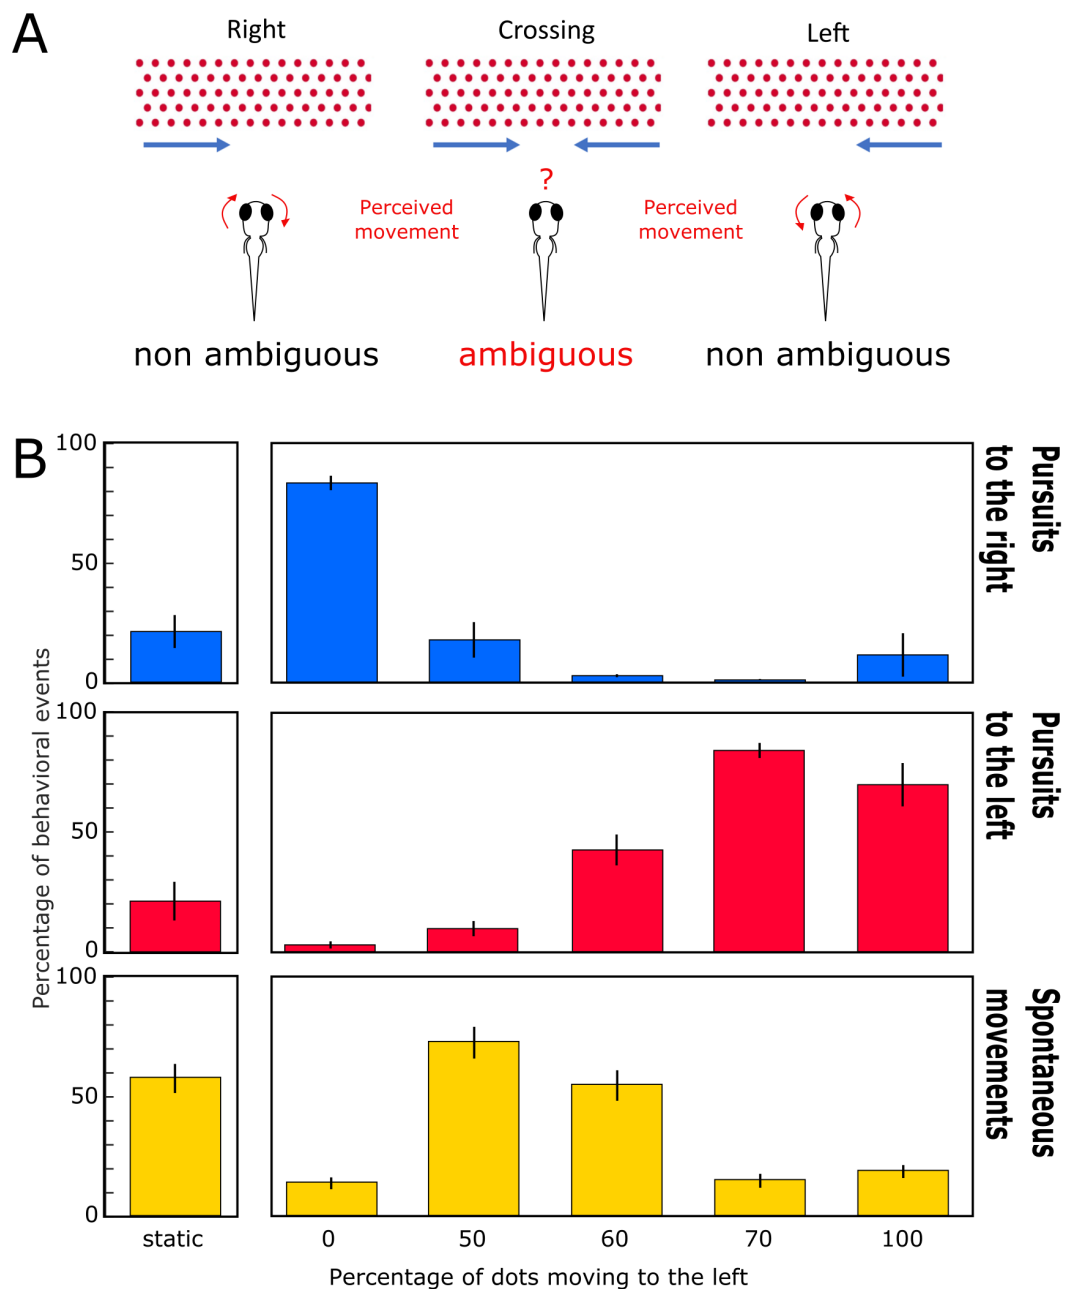 A
Right
Crossing
Left
?
Perceived
movement
Perceived
movement
non ambiguous
ambiguous
non ambiguous
B
Percentage of behavioral events
100
50
0
Pursuits
to the right
100
50
0
Pursuits
to the left
100
50
0
Spontaneous
movements
static
0
50
60
70
100
Percentage of dots moving to the left